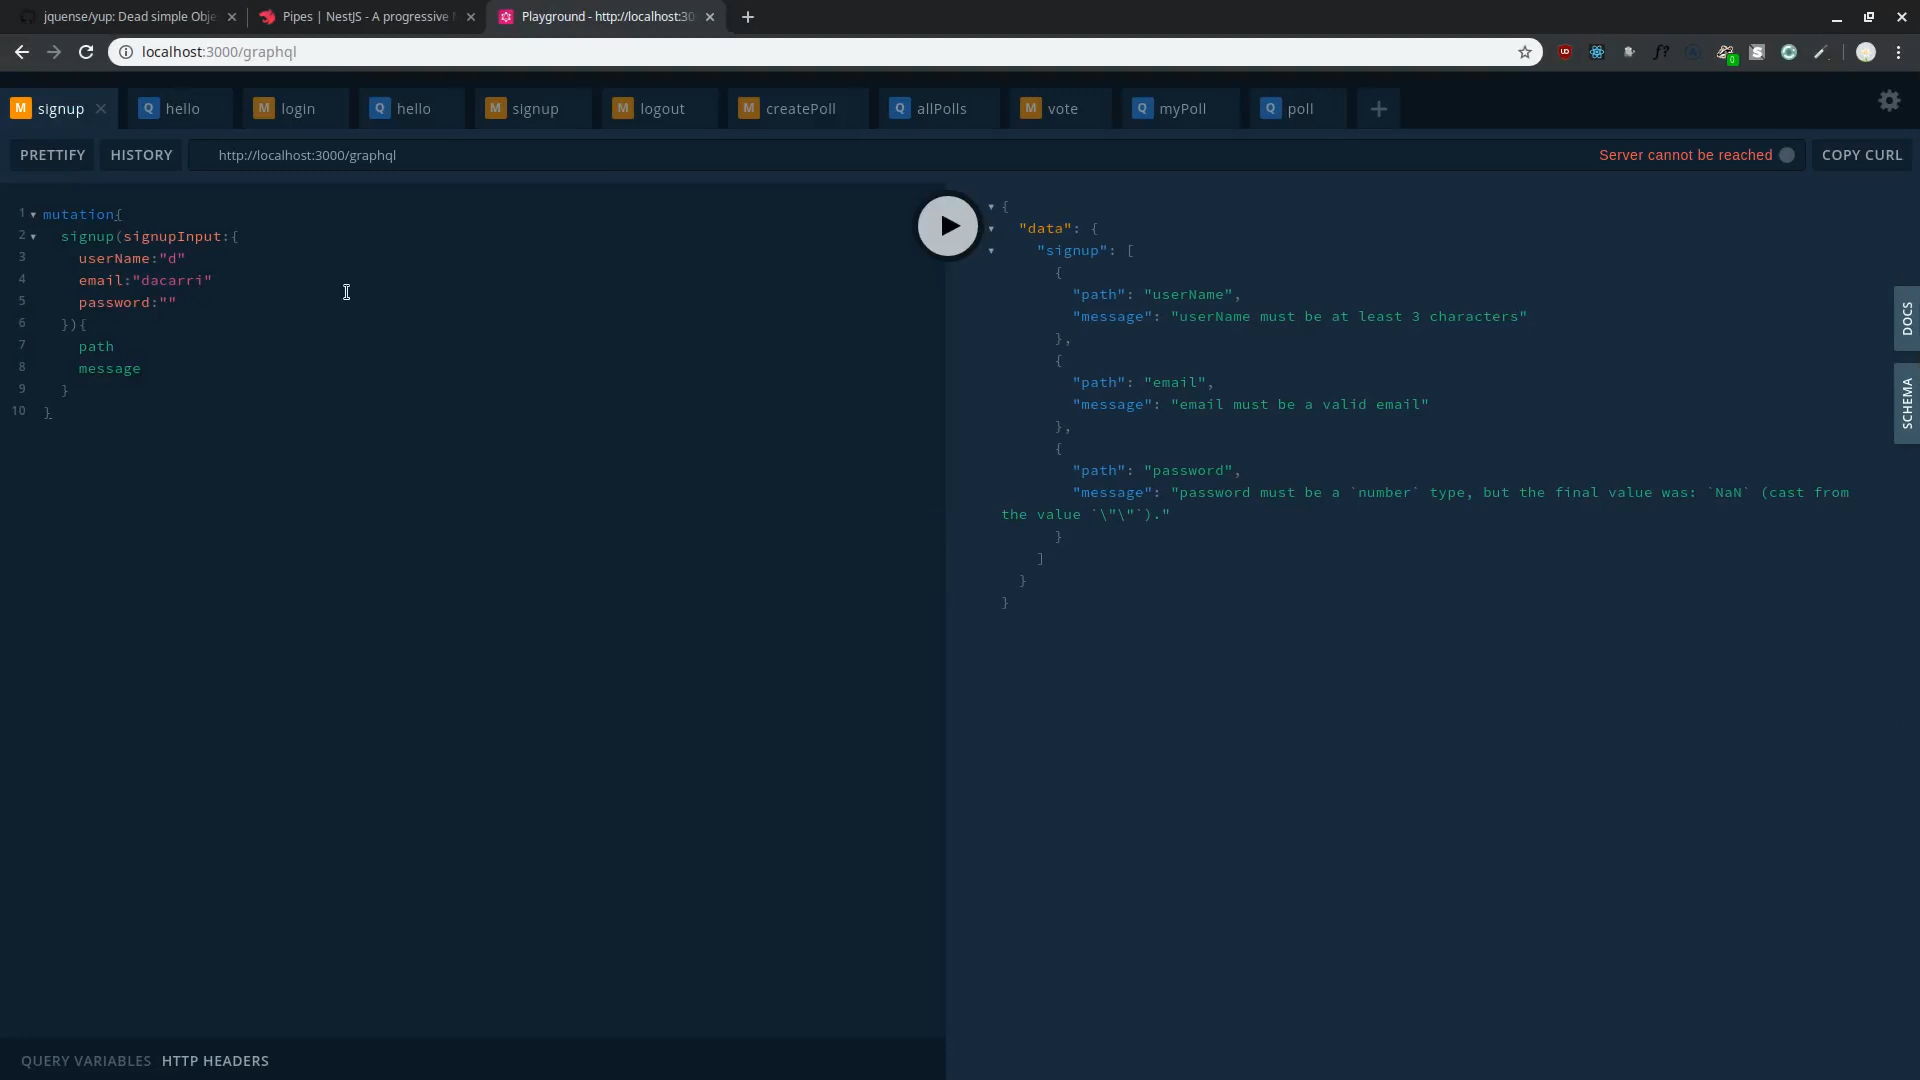 jquense/yup: Dead simple Obje
Pipes | NestJS - A progressive
Playground - http://localhost:30
localhost:3000/graphql
M signup
Q hello
M login
Q hello
M signup
M logout
M createPoll
Q allPolls
M vote
Q myPoll
Q poll
PRETTIFY
HISTORY
http://localhost:3000/graphql
Server cannot be reached
COPY CURL
1 mutation{
2 signup(signupInput:{
3 userName:"d"
4 email:"dacarri"
5 password:""
6 }){
7 path
8 message
9 }
10 }
{
"data": {
"signup": [
{
"path": "userName",
"message": "userName must be at least 3 characters"
},
{
"path": "email",
"message": "email must be a valid email"
},
{
"path": "password",
"message": "password must be a `number` type, but the final value was: `NaN` (cast from
the value `\"\"`)."
}
]
}
}
DOCS
SCHEMA
QUERY VARIABLES
HTTP HEADERS